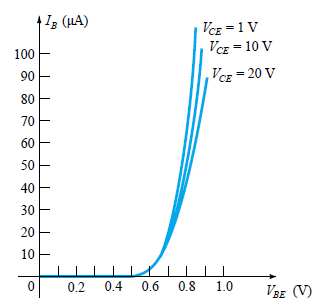 I_B (μA)
V_CE = 1 V
V_CE = 10 V
V_CE = 20 V
100
90
80
70
60
50
40
30
20
10
0 0.2 0.4 0.6 0.8 1.0 V_BE (V)